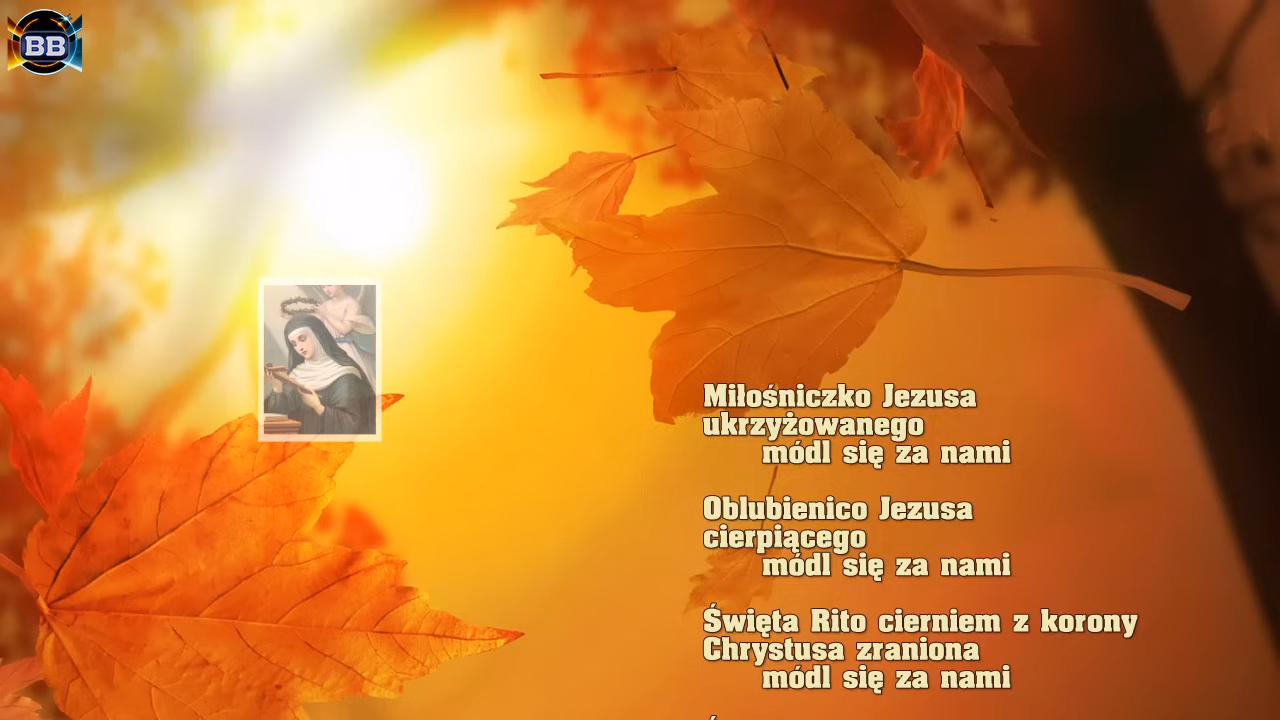 BB
Miłośniczko Jezusa
ukrzyżowanego
módl się za nami
Oblubienico Jezusa
cierpiącego
módl się za nami
Święta Rito cierniem z korony
Chrystusa zraniona
módl się za nami